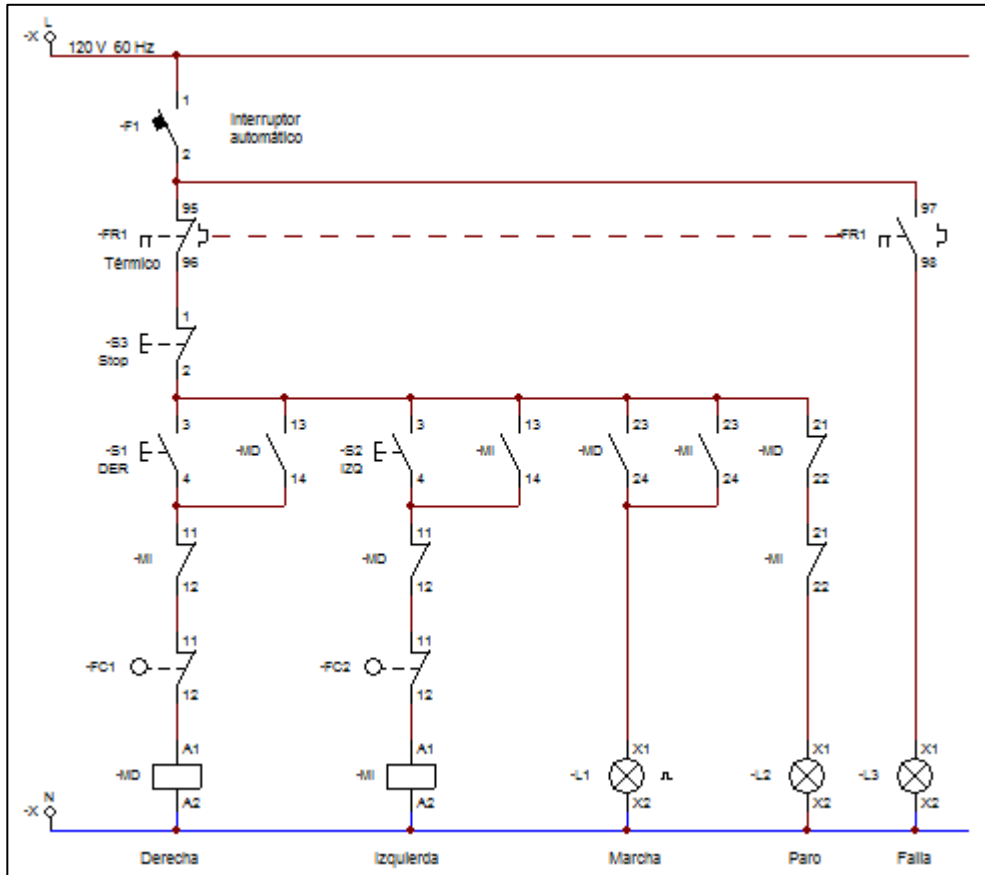 L
-X
120 V 60 Hz
1
-F1
Interruptor
automático
2
95
97
-FR1
-FR1
Térmico
96
98
1
-S3
Stop
2
3
13
3
13
23
23
21
-S1
DER
-MD
-S2
IZQ
-MI
-MD
-MI
-MD
4
14
4
14
24
24
22
11
11
21
-MI
-MD
-MI
12
12
22
11
11
-FC1
-FC2
12
12
A1
A1
X1
X1
X1
-MD
-MI
-L1
-L2
-L3
A2
A2
X2
X2
X2
N
-X
Derecha
Izquierda
Marcha
Paro
Falla